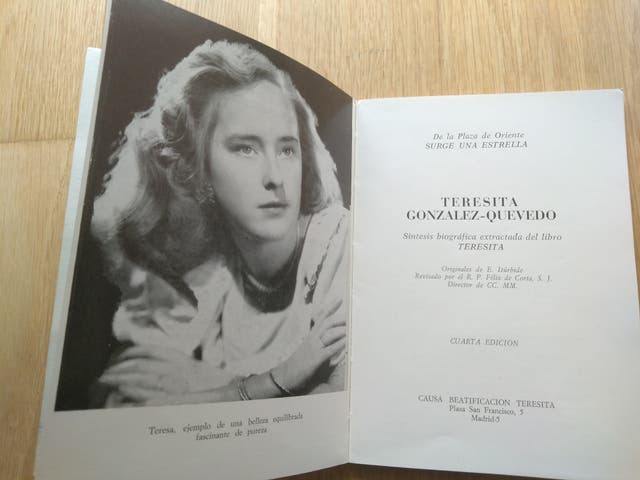 Teresa, ejemplo de una belleza equilibrada
fascinante de pureza
De la Plaza de Oriente
SURGE UNA ESTRELLA
TERESITA
GONZALEZ-QUEVEDO
Síntesis biográfica extractada del libro
TERESITA
Originales de E. Itúrbide
Revisado por el R. P. Félix de Corta, S. J.
Director de CC. MM.
CUARTA EDICION
CAUSA BEATIFICACION TERESITA
Plaza San Francisco, 5
Madrid-5